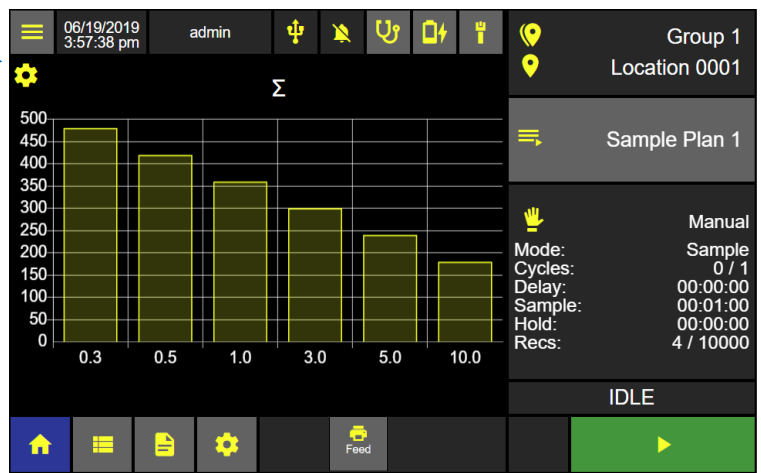 06/19/2019
3:57:38 pm
admin
Group 1
Location 0001
Σ
500
450
400
350
300
250
200
150
100
50
0
0.3 0.5 1.0 3.0 5.0 10.0
Sample Plan 1
Manual
Mode: Sample
Cycles: 0 / 1
Delay: 00:00:00
Sample: 00:01:00
Hold: 00:00:00
Recs: 4 / 10000
IDLE
Feed